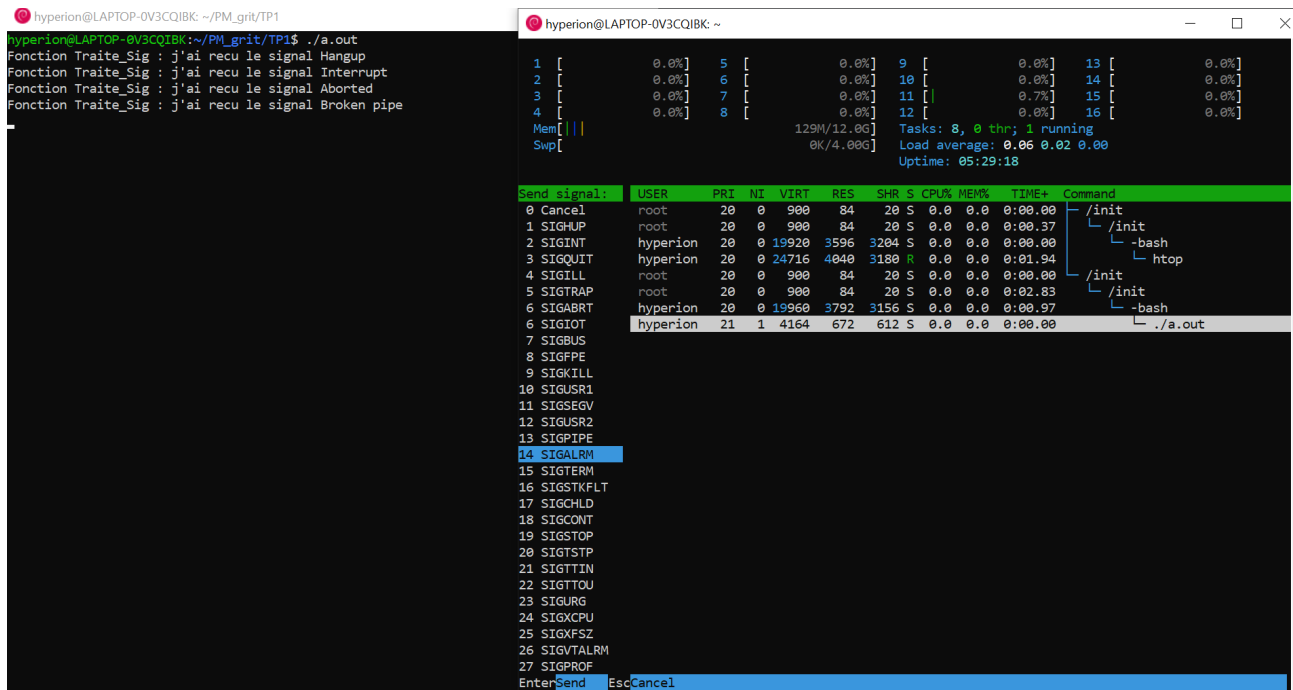 hyperion@LAPTOP-0V3CQIBK: ~/PM_grit/TP1
hyperion@LAPTOP-0V3CQIBK:~/PM_grit/TP1$ ./a.out
Fonction Traite_Sig : j'ai recu le signal Hangup
Fonction Traite_Sig : j'ai recu le signal Interrupt
Fonction Traite_Sig : j'ai recu le signal Aborted
Fonction Traite_Sig : j'ai recu le signal Broken pipe
hyperion@LAPTOP-0V3CQIBK: ~
1 [ 0.0%] 5 [ 0.0%] 9 [ 0.0%] 13 [ 0.0%]
2 [ 0.0%] 6 [ 0.0%] 10 [ 0.0%] 14 [ 0.0%]
3 [ 0.0%] 7 [ 0.0%] 11 [| 0.7%] 15 [ 0.0%]
4 [ 0.0%] 8 [ 0.0%] 12 [ 0.0%] 16 [ 0.0%]
Mem[||| 129M/12.0G] Tasks: 8, 0 thr; 1 running
Swp[ 0K/4.00G] Load average: 0.06 0.02 0.00
Uptime: 05:29:18
Send signal: USER PRI NI VIRT RES SHR S CPU% MEM% TIME+ Command
0 Cancel root 20 0 900 84 20 S 0.0 0.0 0:00.00 ├─ /init
1 SIGHUP root 20 0 900 84 20 S 0.0 0.0 0:00.37 │ └─ /init
2 SIGINT hyperion 20 0 19920 3596 3204 S 0.0 0.0 0:00.00 │ └─ -bash
3 SIGQUIT hyperion 20 0 24716 4040 3180 R 0.0 0.0 0:01.94 │ └─ htop
4 SIGILL root 20 0 900 84 20 S 0.0 0.0 0:00.00 └─ /init
5 SIGTRAP root 20 0 900 84 20 S 0.0 0.0 0:02.83 └─ /init
6 SIGABRT hyperion 20 0 19960 3792 3156 S 0.0 0.0 0:00.97 └─ -bash
6 SIGIOT hyperion 21 1 4164 672 612 S 0.0 0.0 0:00.00 └─ ./a.out
7 SIGBUS
8 SIGFPE
9 SIGKILL
10 SIGUSR1
11 SIGSEGV
12 SIGUSR2
13 SIGPIPE
14 SIGALRM
15 SIGTERM
16 SIGSTKFLT
17 SIGCHLD
18 SIGCONT
19 SIGSTOP
20 SIGTSTP
21 SIGTTIN
22 SIGTTOU
23 SIGURG
24 SIGXCPU
25 SIGXFSZ
26 SIGVTALRM
27 SIGPROF
EnterSend EscCancel